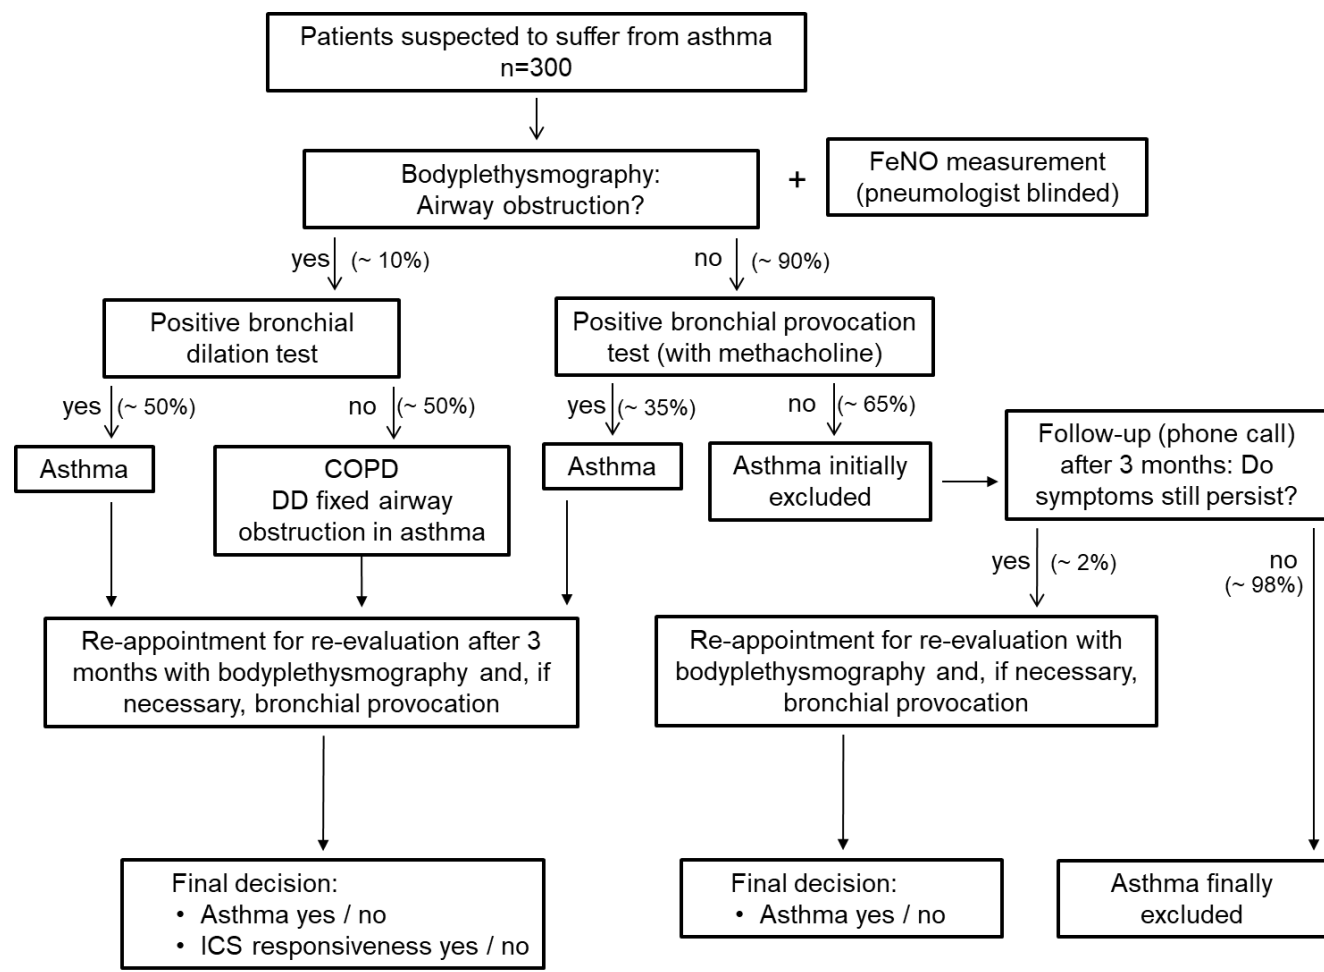 Patients suspected to suffer from asthma
n=300
Bodyplethysmography:
Airway obstruction?
+
FeNO measurement
(pneumologist blinded)
yes (~ 10%)
no (~ 90%)
Positive bronchial
dilation test
Positive bronchial provocation
test (with methacholine)
yes (~ 50%)
no (~ 50%)
yes (~ 35%)
no (~ 65%)
Asthma
COPD
DD fixed airway
obstruction in asthma
Asthma
Asthma initially
excluded
Follow-up (phone call)
after 3 months: Do
symptoms still persist?
yes (~ 2%)
no
(~ 98%)
Re-appointment for re-evaluation after 3
months with bodyplethysmography and, if
necessary, bronchial provocation
Re-appointment for re-evaluation with
bodyplethysmography and, if necessary,
bronchial provocation
Final decision:
• Asthma yes / no
• ICS responsiveness yes / no
Final decision:
• Asthma yes / no
Asthma finally
excluded